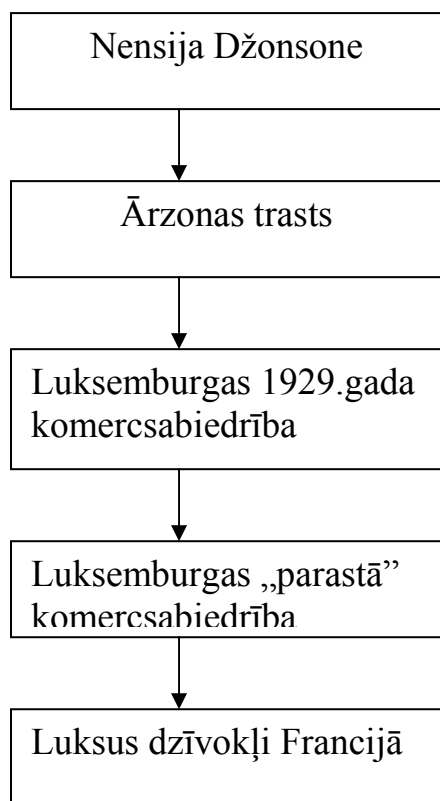 Nensija Džonsone
Ārzonas trasts
Luksemburgas 1929.gada
komercsabiedrība
Luksemburgas „parastā”
komercsabiedrība
Luksus dzīvokļi Francijā